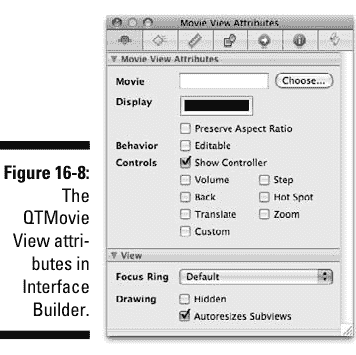 Movie View Attributes
Movie View Attributes
Movie
Choose...
Display
Preserve Aspect Ratio
Behavior
Editable
Controls
Show Controller
Volume
Step
Back
Hot Spot
Translate
Zoom
Custom
View
Focus Ring
Default
Drawing
Hidden
Autoresizes Subviews
Figure 16-8:
The
QTMovie
View attri-
butes in
Interface
Builder.